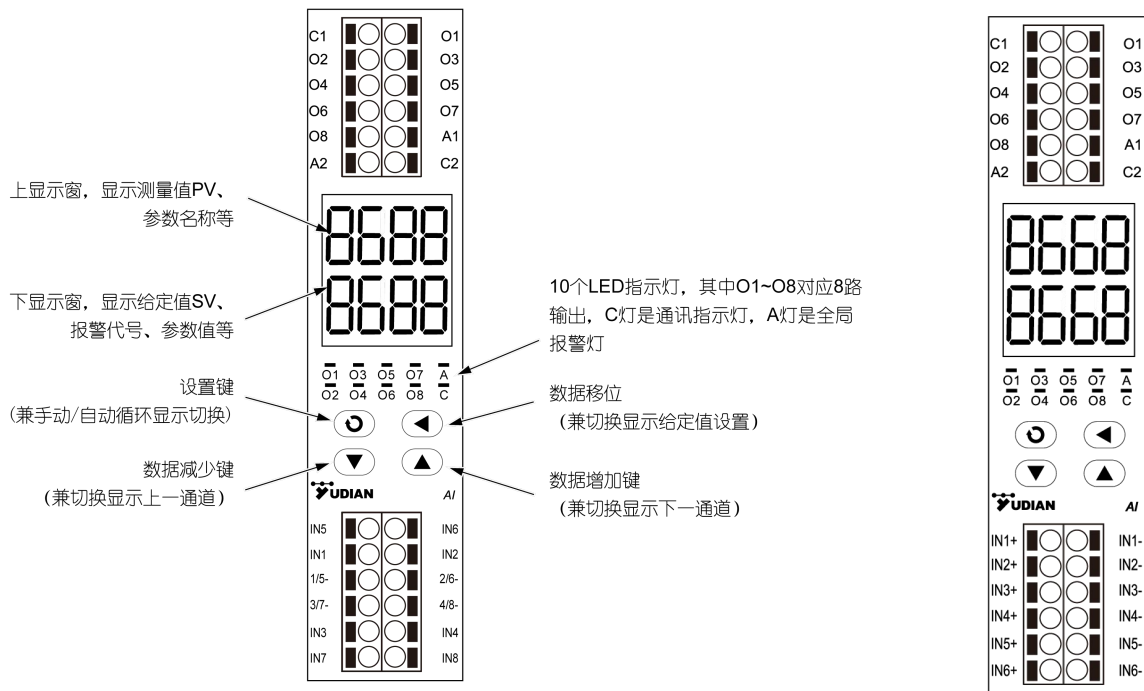 C1 O1
O2 O3
O4 O5
O6 O7
O8 A1
A2 C2
上显示窗，显示测量值PV、
参数名称等
下显示窗，显示给定值SV、
报警代号、参数值等
10个LED指示灯，其中O1~O8对应8路
输出，C灯是通讯指示灯，A灯是全局
报警灯
O1 O3 O5 O7 A
O2 O4 O6 O8 C
设置键
(兼手动/自动循环显示切换)
数据移位
(兼切换显示给定值设置)
数据减少键
(兼切换显示上一通道)
数据增加键
(兼切换显示下一通道)
YUDIAN AI
IN5 IN6
IN1 IN2
1/5- 2/6-
3/7- 4/8-
IN3 IN4
IN7 IN8
C1 O1
O2 O3
O4 O5
O6 O7
O8 A1
A2 C2
O1 O3 O5 O7 A
O2 O4 O6 O8 C
YUDIAN AI
IN1+ IN1-
IN2+ IN2-
IN3+ IN3-
IN4+ IN4-
IN5+ IN5-
IN6+ IN6-